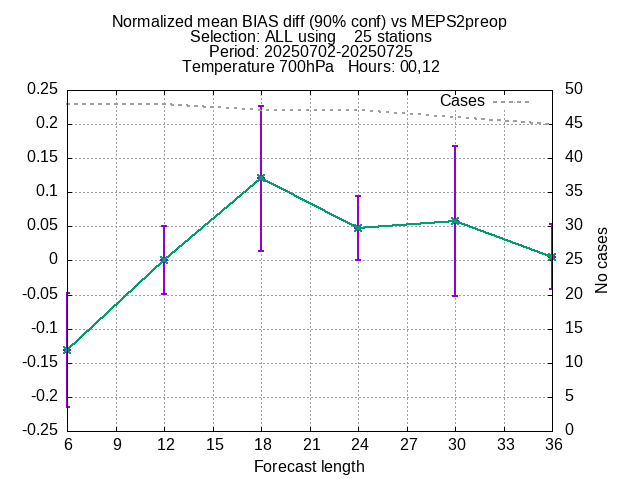 Normalized mean BIAS diff (90% conf) vs MEPS2preop
Selection: ALL using    25 stations
Period: 20250702-20250725
Temperature 700hPa   Hours: 00,12
Cases
0.25
0.2
0.15
0.1
0.05
0
-0.05
-0.1
-0.15
-0.2
-0.25
50
45
40
35
30
25
20
15
10
5
0
No cases
6 9 12 15 18 21 24 27 30 33 36
Forecast length